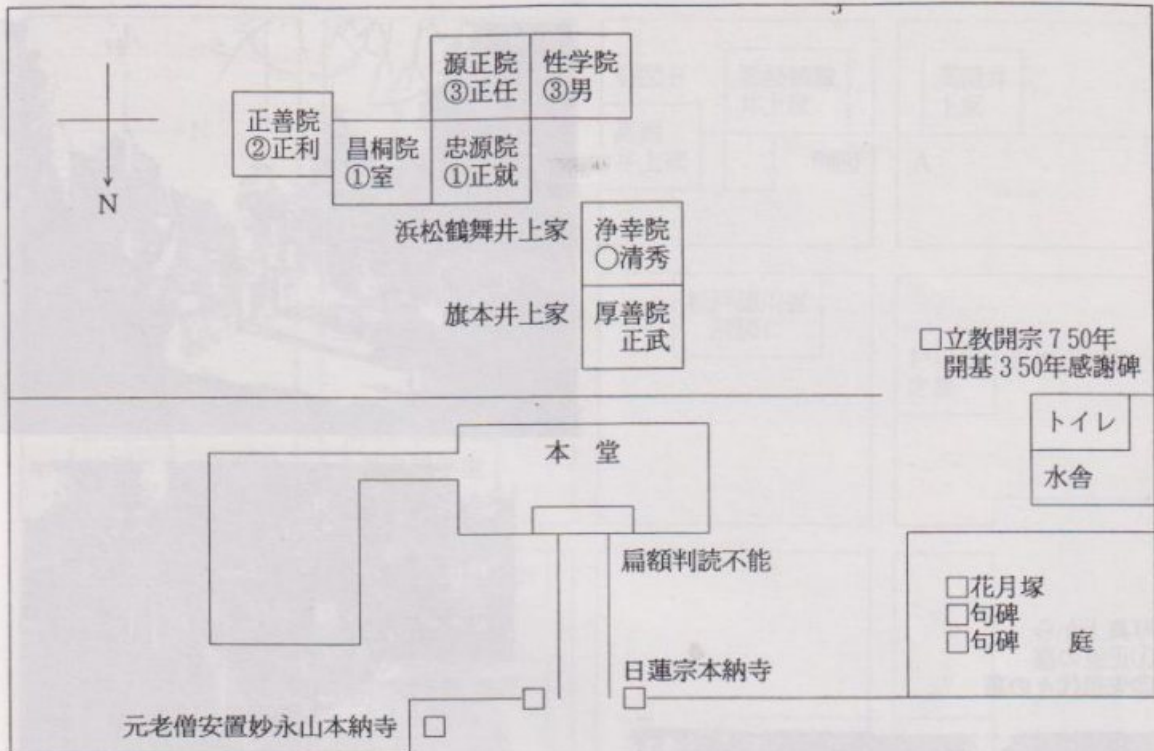 源正院
③正任
性学院
③男
正善院
②正利
昌桐院
①室
忠源院
①正就
N
浜松鶴舞井上家
浄幸院
○清秀
旗本井上家
厚善院
正武
□立教開宗750年
開基350年感謝碑
トイレ
水舎
本堂
扁額判読不能
□花月塚
□句碑
□句碑
庭
日蓮宗本納寺
元老僧安置妙永山本納寺